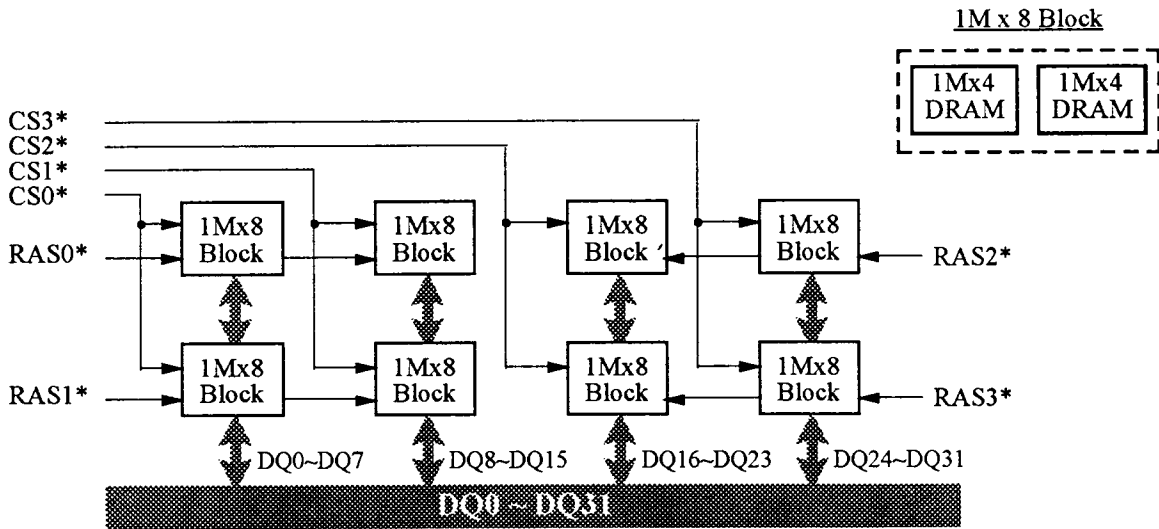 1M x 8 Block
1Mx4
DRAM
1Mx4
DRAM
CS3*
CS2*
CS1*
CS0*
1Mx8
Block
1Mx8
Block
1Mx8
Block
1Mx8
Block
RAS0*
RAS2*
1Mx8
Block
1Mx8
Block
1Mx8
Block
1Mx8
Block
RAS1*
RAS3*
DQ0~DQ7
DQ8~DQ15
DQ16~DQ23
DQ24~DQ31
DQ0 ~ DQ31